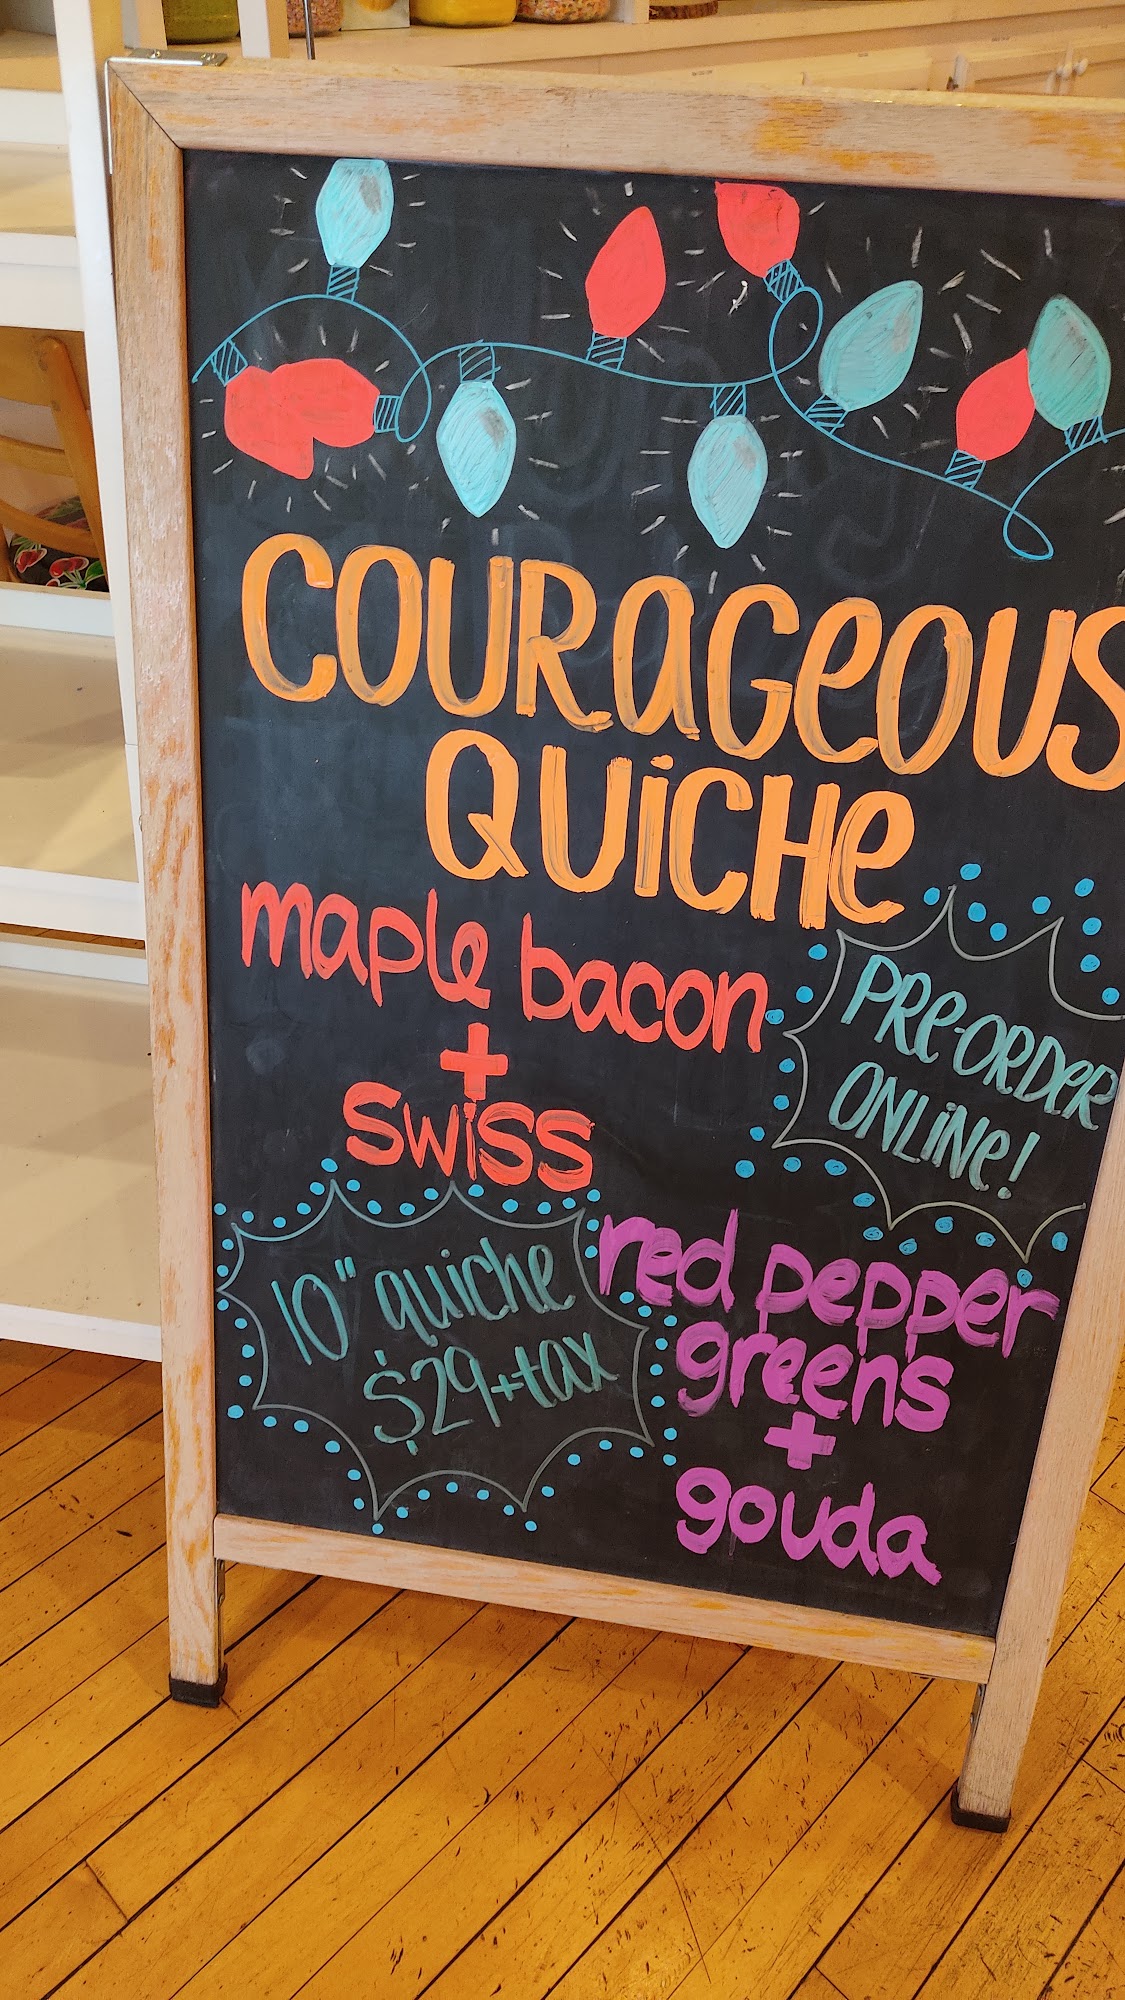 COURAGEOUS
QUiCHe
maple bacon
+
swiss
PRe-ORDeR
ONLiNe!
10" quiche
$29+tax
red pepper
greens
+
gouda